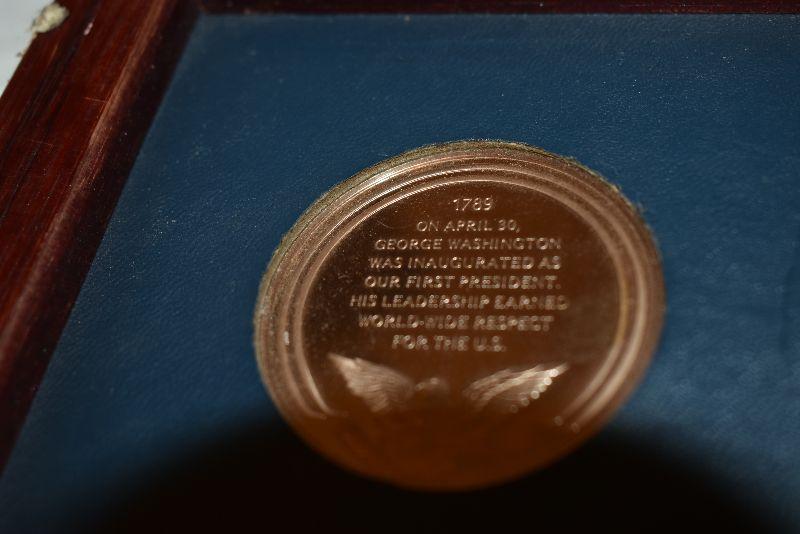 1789
ON APRIL 30,
GEORGE WASHINGTON
WAS INAUGURATED AS
OUR FIRST PRESIDENT.
HIS LEADERSHIP EARNED
WORLD-WIDE RESPECT
FOR THE U.S.